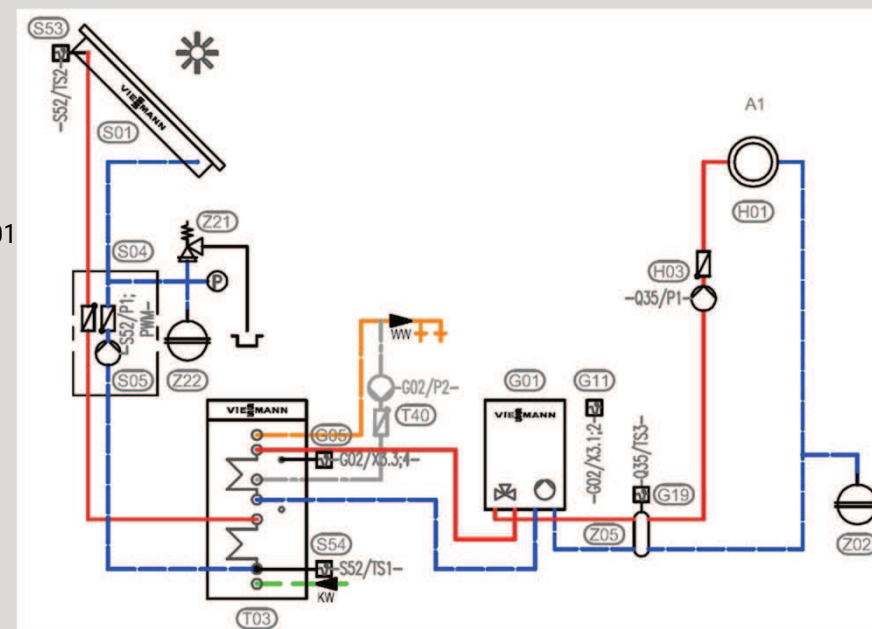 S53
-S52/TS2-
VIESMANN
S01
A1
H01
Z21
S04
P
H03
-Q35/P1-
-S52/P1;
PWM-
S05
Z22
WW
-G02/P2-
T40
G01
G11
VIESMANN
VIESMANN
-G02/X3.1;2-
-Q35/TS3-
G05
-G02/X3.3;4-
G19
Z05
Z02
S54
-S52/TS1-
KW
T03
01